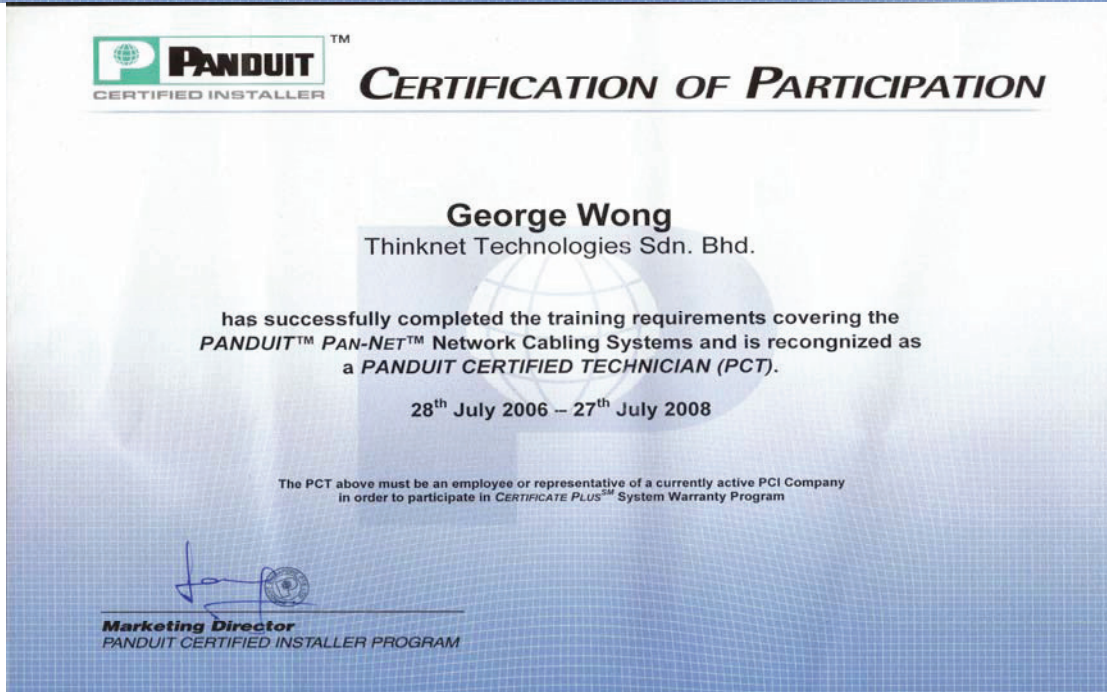 PANDUIT™
CERTIFIED INSTALLER
CERTIFICATION OF PARTICIPATION
George Wong
Thinknet Technologies Sdn. Bhd.
has successfully completed the training requirements covering the
PANDUIT™ PAN-NET™ Network Cabling Systems and is recongnized as
a PANDUIT CERTIFIED TECHNICIAN (PCT).
28th July 2006 – 27th July 2008
The PCT above must be an employee or representative of a currently active PCI Company
in order to participate in CERTIFICATE PLUS℠ System Warranty Program
Marketing Director
PANDUIT CERTIFIED INSTALLER PROGRAM